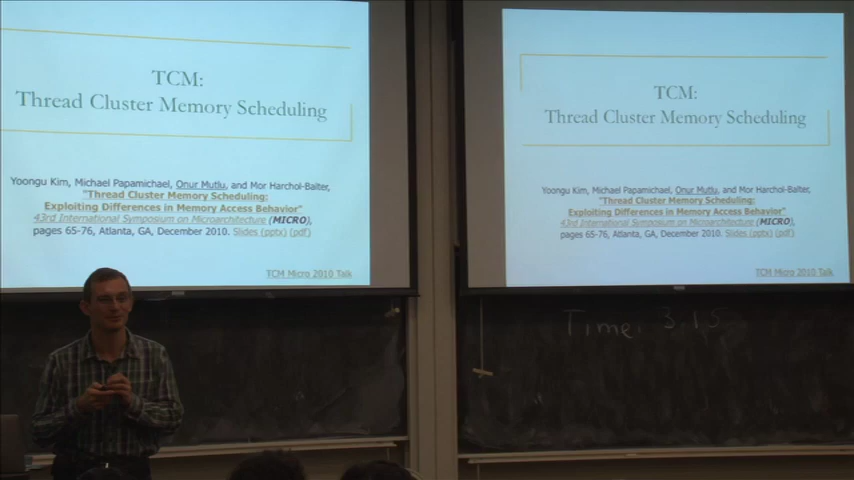 TCM:
Thread Cluster Memory Scheduling
Yoongu Kim, Michael Papamichael, Onur Mutlu, and Mor Harchol-Balter,
"Thread Cluster Memory Scheduling:
Exploiting Differences in Memory Access Behavior"
43rd International Symposium on Microarchitecture (MICRO),
pages 65-76, Atlanta, GA, December 2010. Slides (pptx) (pdf)
TCM Micro 2010 Talk
TCM:
Thread Cluster Memory Scheduling
Yoongu Kim, Michael Papamichael, Onur Mutlu, and Mor Harchol-Balter,
"Thread Cluster Memory Scheduling:
Exploiting Differences in Memory Access Behavior"
43rd International Symposium on Microarchitecture (MICRO),
pages 65-76, Atlanta, GA, December 2010. Slides (pptx) (pdf)
TCM Micro 2010 Talk
Time: 3.15